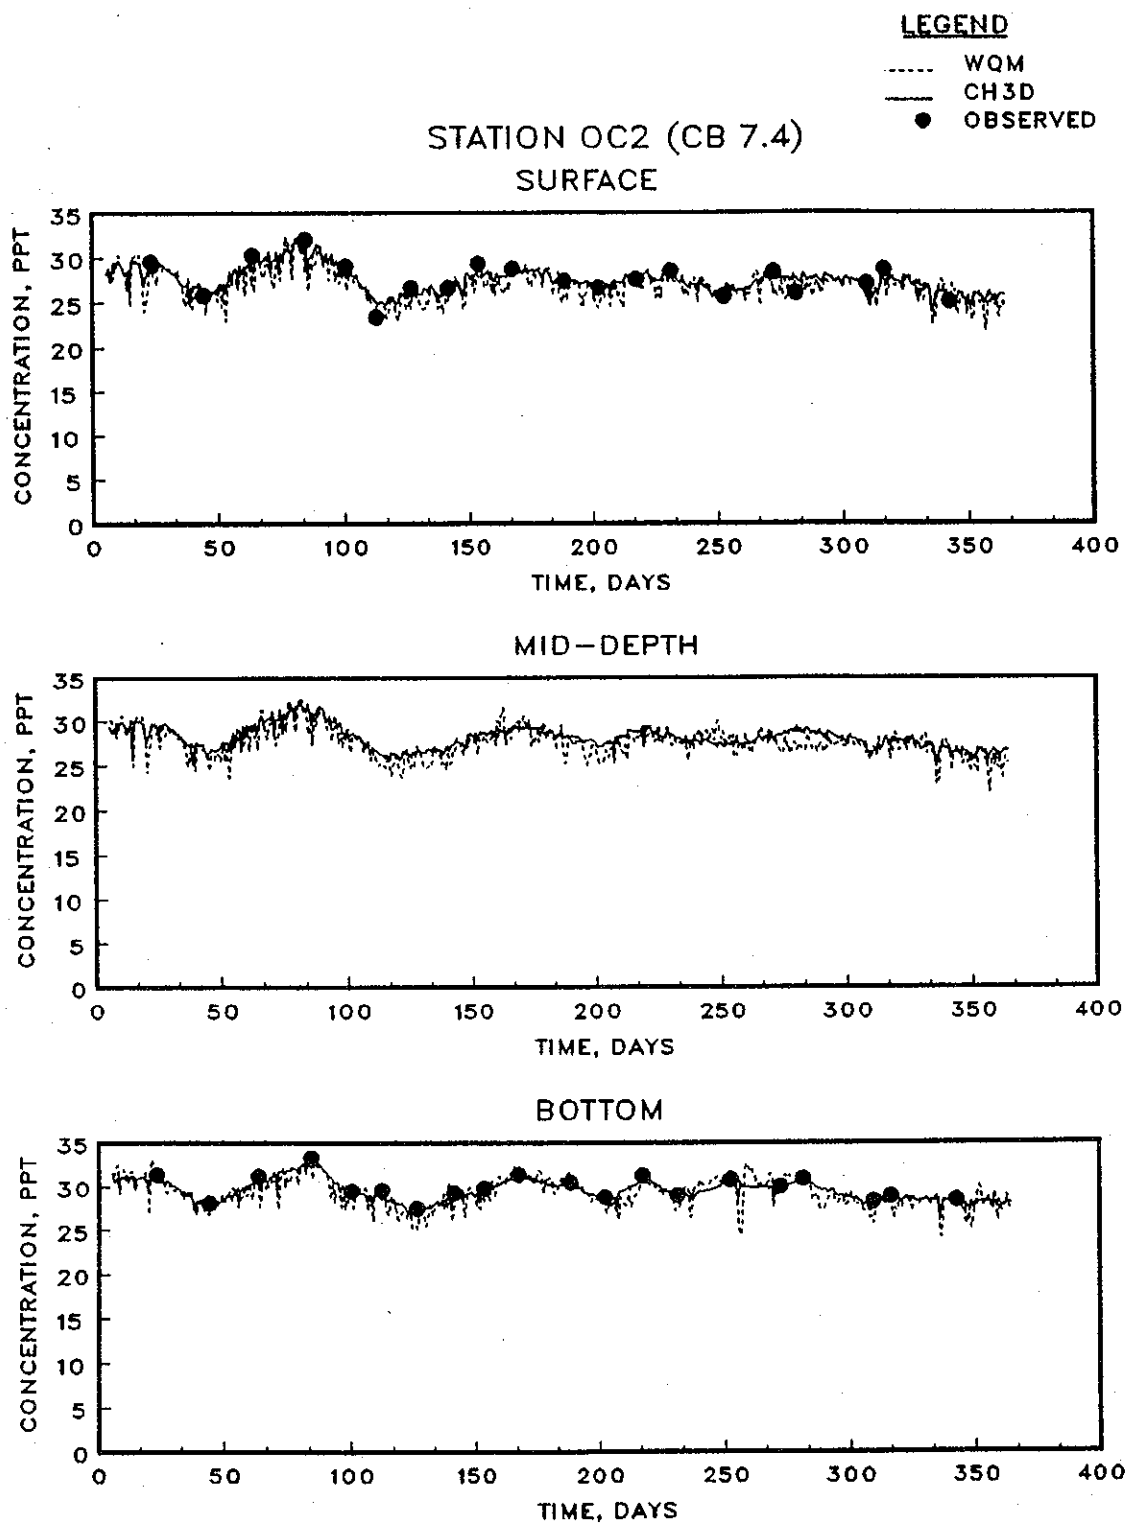 LEGEND
WQM
CH3D
OBSERVED
STATION OC2 (CB 7.4)
SURFACE
CONCENTRATION, PPT
35
30
25
20
15
10
5
0
0 50 100 150 200 250 300 350 400
TIME, DAYS
MID-DEPTH
CONCENTRATION, PPT
35
30
25
20
15
10
5
0
0 50 100 150 200 250 300 350 400
TIME, DAYS
BOTTOM
CONCENTRATION, PPT
35
30
25
20
15
10
5
0
0 50 100 150 200 250 300 350 400
TIME, DAYS